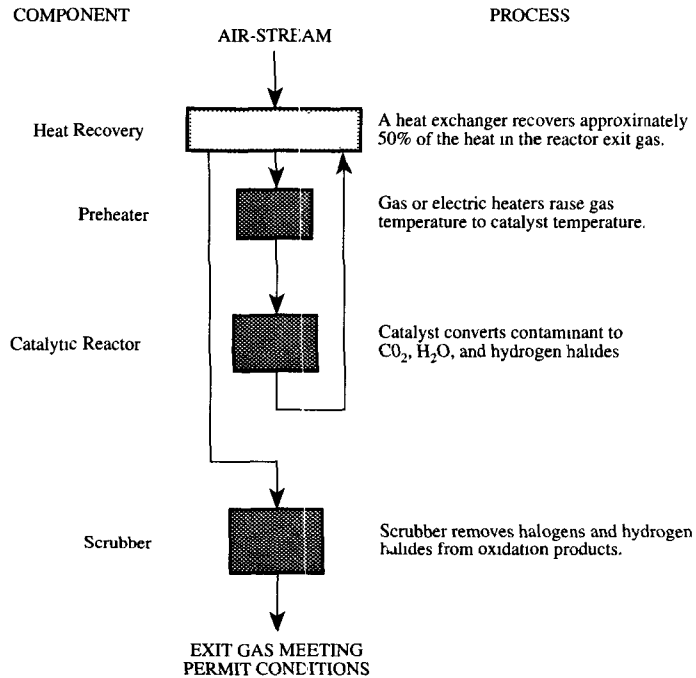 COMPONENT
PROCESS
AIR-STREAM
Heat Recovery
A heat exchanger recovers approximately
50% of the heat in the reactor exit gas.
Preheater
Gas or electric heaters raise gas
temperature to catalyst temperature.
Catalytic Reactor
Catalyst converts contaminant to
CO₂, H₂O, and hydrogen halides
Scrubber
Scrubber removes halogens and hydrogen
halides from oxidation products.
EXIT GAS MEETING
PERMIT CONDITIONS